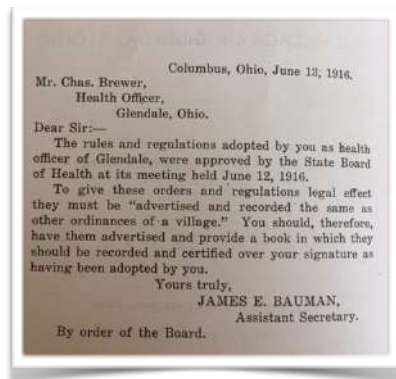 Columbus, Ohio, June 13, 1916.
Mr. Chas. Brewer,
Health Officer,
Glendale, Ohio.
Dear Sir:—
The rules and regulations adopted by you as health
officer of Glendale, were approved by the State Board
of Health at its meeting held June 12, 1916.
To give these orders and regulations legal effect
they must be "advertised and recorded the same as
other ordinances of a village." You should, therefore,
have them advertised and provide a book in which they
should be recorded and certified over your signature as
having been adopted by you.
Yours truly,
JAMES E. BAUMAN,
Assistant Secretary.
By order of the Board.